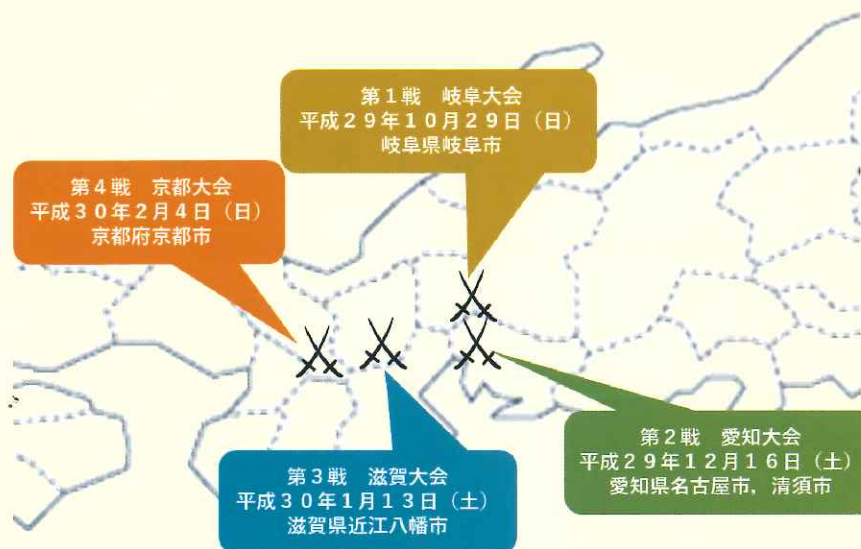 第1戦 岐阜大会
平成29年10月29日（日）
岐阜県岐阜市
第4戦 京都大会
平成30年2月4日（日）
京都府京都市
第2戦 愛知大会
平成29年12月16日（土）
愛知県名古屋市，清須市
第3戦 滋賀大会
平成30年1月13日（土）
滋賀県近江八幡市